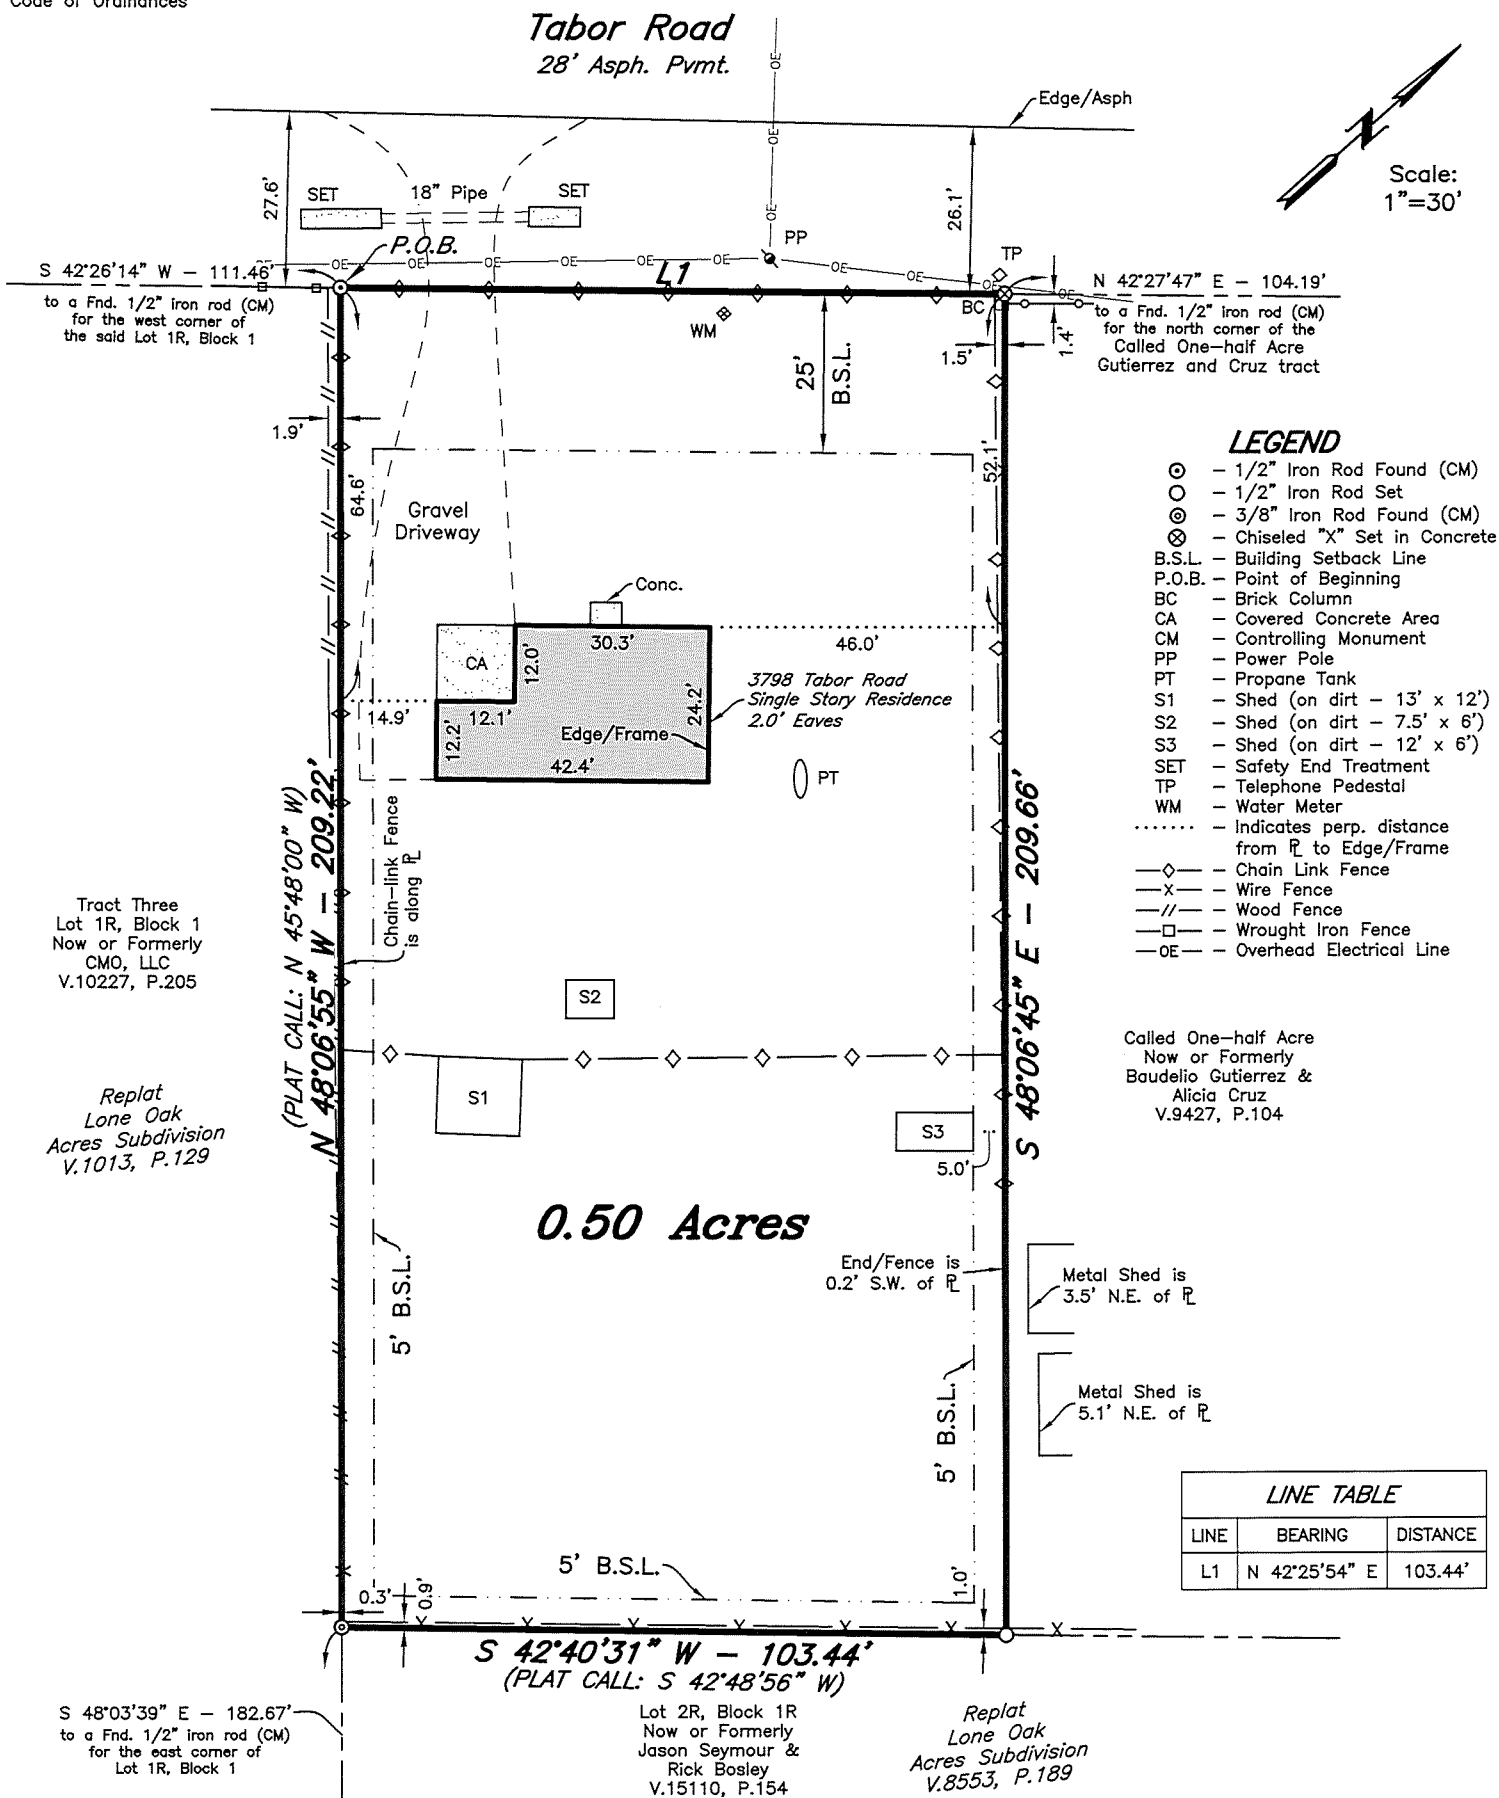 Code of Ordinances
Tabor Road
28' Asph. Pvmt.
OE
OE
OE
Edge/Asph
Scale:
1"=30'
27.6'
SET
18" Pipe
SET
26.1'
P.O.B.
PP
TP
S 42°26'14" W - 111.46'
to a Fnd. 1/2" iron rod (CM)
for the west corner of
the said Lot 1R, Block 1
OE
OE
OE
OE
OE
OE
OE
OE
OE
OE
L1
WM
BC
N 42°27'47" E - 104.19'
to a Fnd. 1/2" iron rod (CM)
for the north corner of the
Called One-half Acre
Gutierrez and Cruz tract
1.5'
1.4'
25'
B.S.L.
1.9'
64.6'
52.1'
Gravel
Driveway
LEGEND
- 1/2" Iron Rod Found (CM)
- 1/2" Iron Rod Set
- 3/8" Iron Rod Found (CM)
- Chiseled "X" Set in Concrete
B.S.L. - Building Setback Line
P.O.B. - Point of Beginning
BC - Brick Column
CA - Covered Concrete Area
CM - Controlling Monument
PP - Power Pole
PT - Propane Tank
S1 - Shed (on dirt - 13' x 12')
S2 - Shed (on dirt - 7.5' x 6')
S3 - Shed (on dirt - 12' x 6')
SET - Safety End Treatment
TP - Telephone Pedestal
WM - Water Meter
- Indicates perp. distance
from PL to Edge/Frame
- Chain Link Fence
X - Wire Fence
// - Wood Fence
- Wrought Iron Fence
OE - Overhead Electrical Line
Conc.
CA
12.0'
30.3'
46.0'
3798 Tabor Road
Single Story Residence
2.0' Eaves
14.9'
12.1'
12.2'
24.2'
Edge/Frame
42.4'
PT
(PLAT CALL: N 45°48'00" W)
N 48°06'55" W - 209.22'
Chain-link Fence
is along PL
S 48°06'45" E - 209.66'
Tract Three
Lot 1R, Block 1
Now or Formerly
CMO, LLC
V.10227, P.205
S2
Called One-half Acre
Now or Formerly
Baudelio Gutierrez &
Alicia Cruz
V.9427, P.104
Replat
Lone Oak
Acres Subdivision
V.1013, P.129
S1
S3
5.0'
0.50 Acres
5' B.S.L.
End/Fence is
0.2' S.W. of PL
Metal Shed is
3.5' N.E. of PL
Metal Shed is
5.1' N.E. of PL
5' B.S.L.
LINE TABLE
LINE BEARING DISTANCE
L1 N 42°25'54" E 103.44'
5' B.S.L.
0.3'
0.9'
1.0'
S 42°40'31" W - 103.44'
(PLAT CALL: S 42°48'56" W)
S 48°03'39" E - 182.67'
to a Fnd. 1/2" iron rod (CM)
for the east corner of
Lot 1R, Block 1
Lot 2R, Block 1R
Now or Formerly
Jason Seymour &
Rick Bosley
V.15110, P.154
Replat
Lone Oak
Acres Subdivision
V.8553, P.189